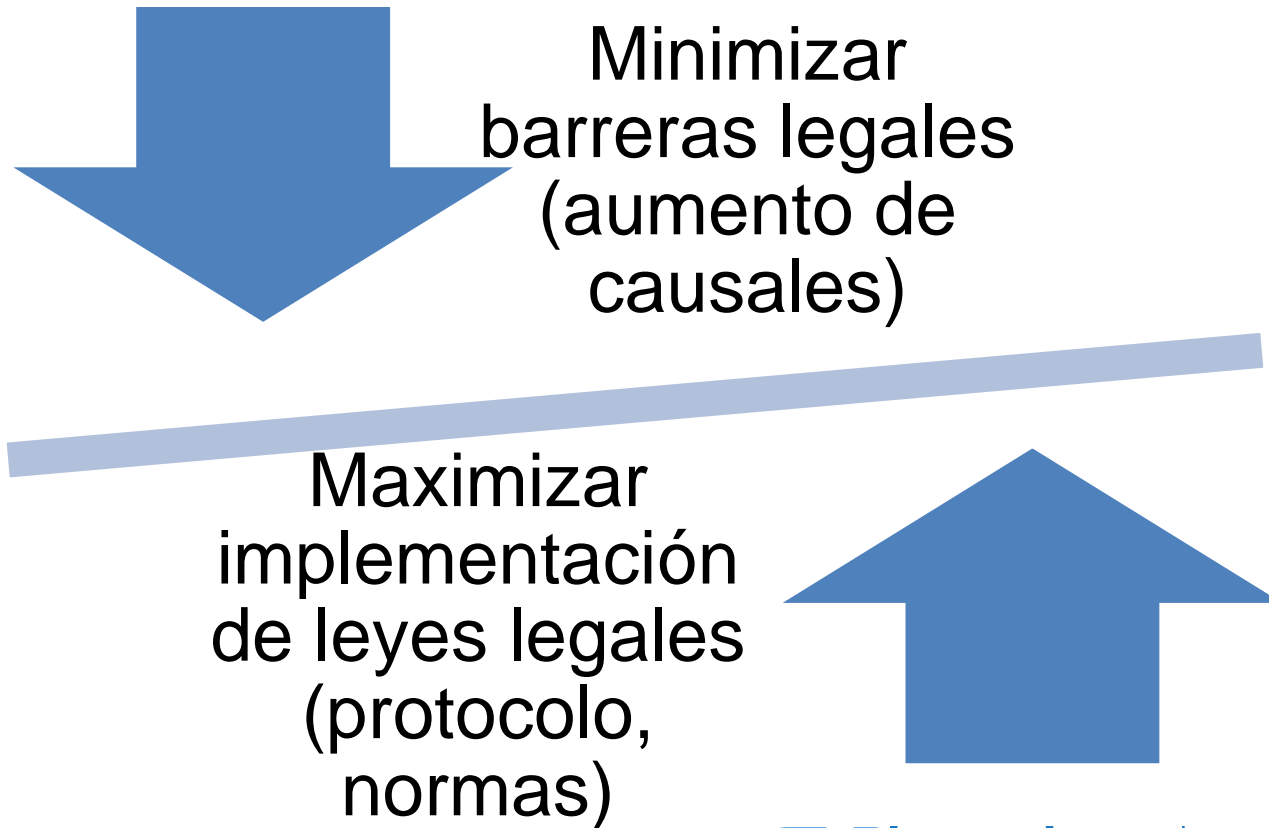 Minimizar
barreras legales
(aumento de
causales)
Maximizar
implementación
de leyes legales
(protocolo,
normas)